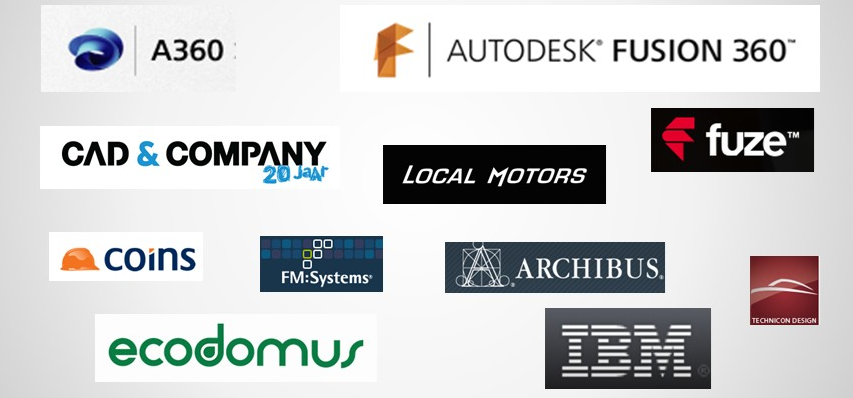 A360
AUTODESK® FUSION 360™
CAD & COMPANY
20 jaar
LOCAL MOTORS
fuze™
coins
FM:Systems®
ARCHIBUS®
TECHNICON DESIGN
ecodomus
IBM®